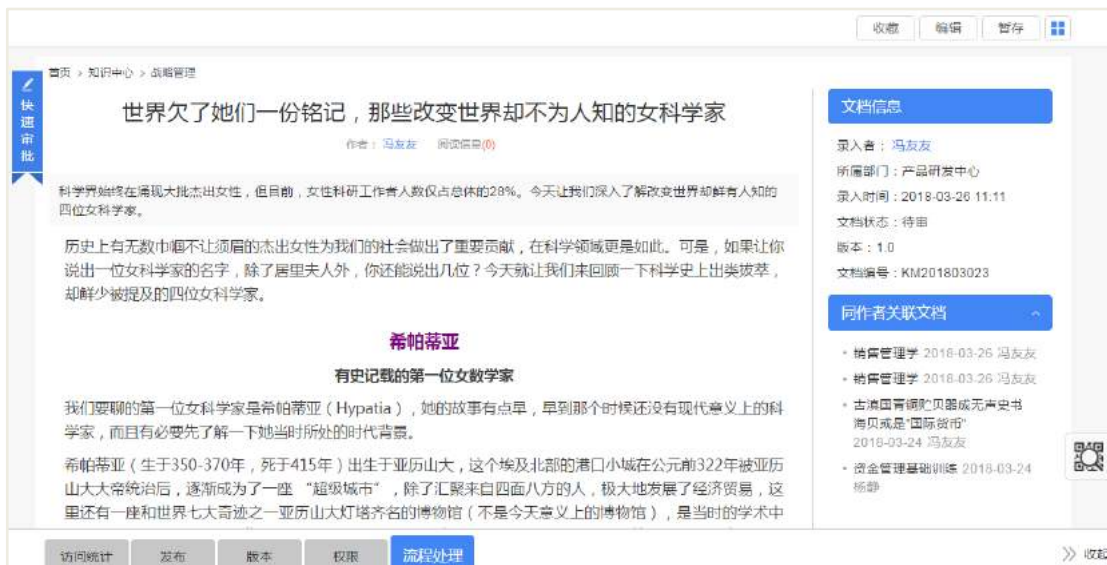 收藏 编辑 暂存
首页 > 知识中心 > 战略管理
快速审批
世界欠了她们一份铭记，那些改变世界却不为人知的女科学家
作者： 冯友友 阅读信息(0)
科学界始终在涌现大批杰出女性，但目前，女性科研工作者人数仅占总体的28%。今天让我们深入了解改变世界却鲜有人知的
四位女科学家。
历史上有无数巾帼不让须眉的杰出女性为我们的社会做出了重要贡献，在科学领域更是如此。可是，如果让你
说出一位女科学家的名字，除了居里夫人外，你还能说出几位？今天就让我们来回顾一下科学史上出类拔萃，
却鲜少被提及的四位女科学家。
希帕蒂亚
有史记载的第一位女数学家
我们要聊的第一位女科学家是希帕蒂亚（Hypatia），她的故事有点早，早到那个时候还没有现代意义上的科
学家，而且有必要先了解一下她当时所处的时代背景。
希帕蒂亚（生于350-370年，死于415年）出生于亚历山大，这个埃及北部的港口小城在公元前322年被亚历
山大大帝统治后，逐渐成为了一座 “超级城市”，除了汇聚来自四面八方的人，极大地发展了经济贸易，这
里还有一座和世界七大奇迹之一亚历山大灯塔齐名的博物馆（不是今天意义上的博物馆），是当时的学术中
文档信息
录入者：冯友友
所属部门：产品研发中心
录入时间：2018-03-26 11:11
文档状态：待审
版本：1.0
文档编号：KM201803023
同作者关联文档
销售管理学 2018-03-26 冯友友
销售管理学 2018-03-26 冯友友
古滇国青铜贮贝器成无声史书
海贝或是“国际货币”
2018-03-24 冯友友
资金管理基础训练 2018-03-24
杨静
访问统计 发布 版本 权限 流程处理
收起